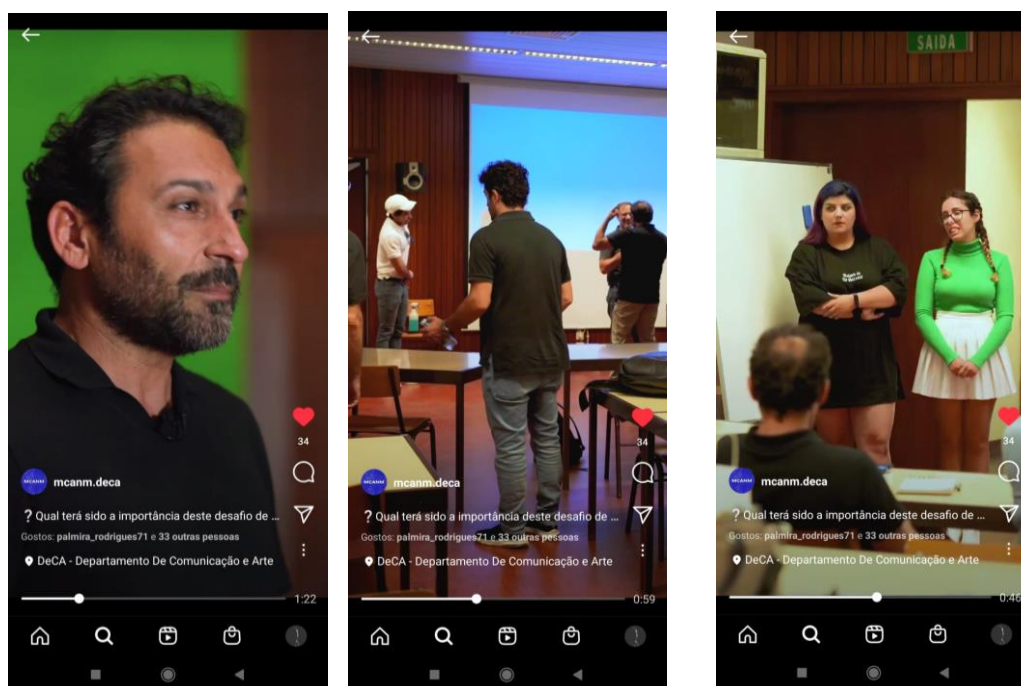 34
MCANM mcanm.deca
? Qual terá sido a importância deste desafio de ...
Gostos: palmira_rodrigues71 e 33 outras pessoas
DeCA - Departamento De Comunicação e Arte
1:22
34
MCANM mcanm.deca
? Qual terá sido a importância deste desafio de ...
Gostos: palmira_rodrigues71 e 33 outras pessoas
DeCA - Departamento De Comunicação e Arte
0:59
SAIDA
34
MCANM mcanm.deca
? Qual terá sido a importância deste desafio de ...
Gostos: palmira_rodrigues71 e 33 outras pessoas
DeCA - Departamento De Comunicação e Arte
0:46